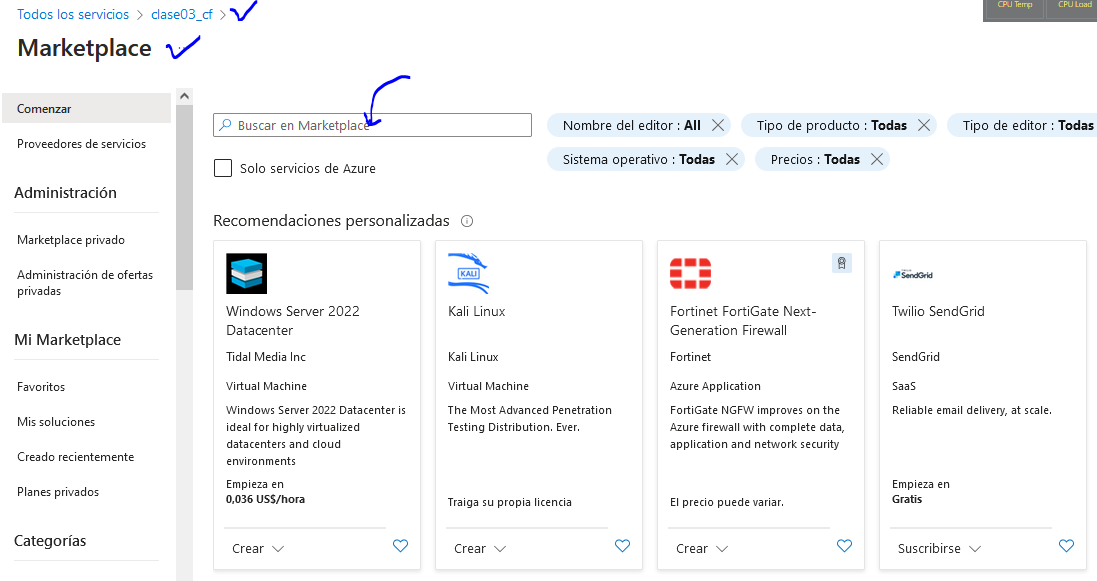 CPU Temp
CPU Load
Todos los servicios > clase03_cf >
Marketplace
Comenzar
Proveedores de servicios
Administración
Marketplace privado
Administración de ofertas
privadas
Mi Marketplace
Favoritos
Mis soluciones
Creado recientemente
Planes privados
Categorías
Buscar en Marketplace
Nombre del editor : All
Tipo de producto : Todas
Tipo de editor : Todas
Solo servicios de Azure
Sistema operativo : Todas
Precios : Todas
Recomendaciones personalizadas
Windows Server 2022
Datacenter
Tidal Media Inc
Virtual Machine
Windows Server 2022 Datacenter is
ideal for highly virtualized
datacenters and cloud
environments
Empieza en
0,036 US$/hora
Crear
KALI
Kali Linux
Kali Linux
Virtual Machine
The Most Advanced Penetration
Testing Distribution. Ever.
Traiga su propia licencia
Crear
Fortinet FortiGate Next-
Generation Firewall
Fortinet
Azure Application
FortiGate NGFW improves on the
Azure firewall with complete data,
application and network security
El precio puede variar.
Crear
SendGrid
Twilio SendGrid
SendGrid
SaaS
Reliable email delivery, at scale.
Empieza en
Gratis
Suscribirse